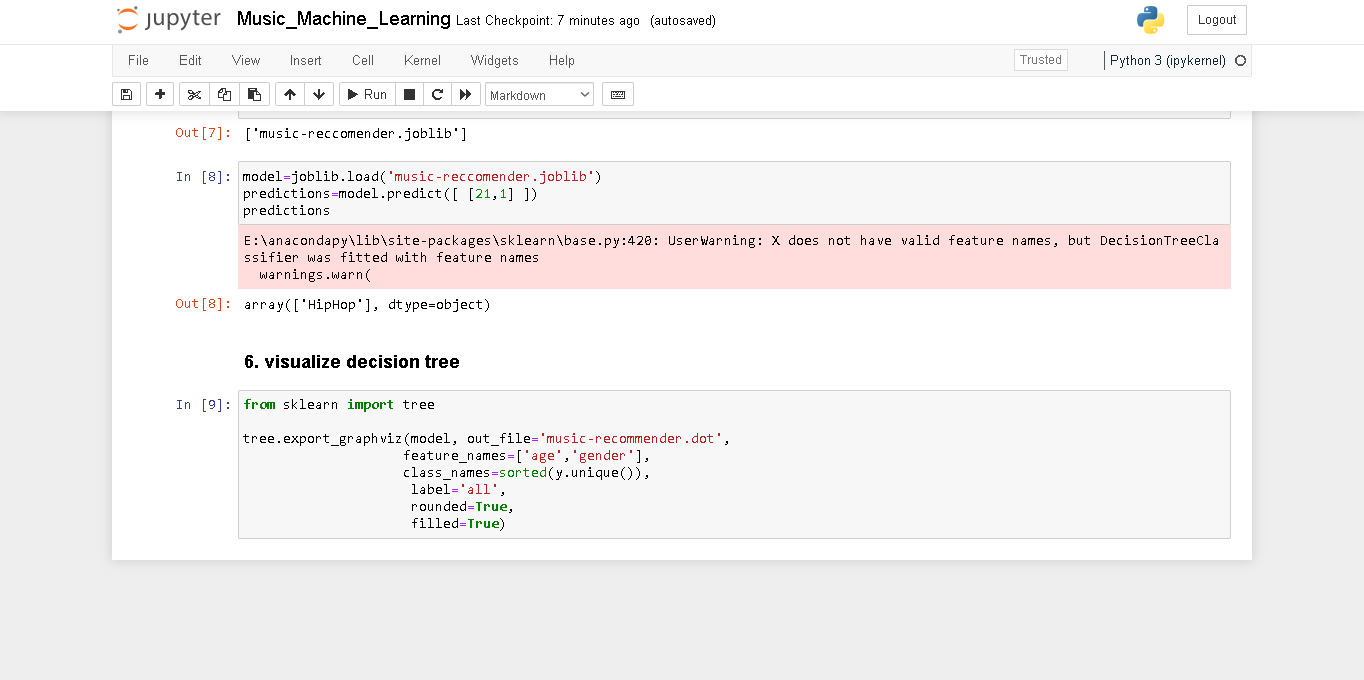 jupyter Music_Machine_Learning Last Checkpoint: 7 minutes ago (autosaved) Logout
File Edit View Insert Cell Kernel Widgets Help Trusted Python 3 (ipykernel)
Run Markdown
Out[7]: ['music-reccomender.joblib']
In [8]: model=joblib.load('music-reccomender.joblib')
predictions=model.predict([ [21,1] ])
predictions
E:\anacondapy\lib\site-packages\sklearn\base.py:420: UserWarning: X does not have valid feature names, but DecisionTreeCla
ssifier was fitted with feature names
  warnings.warn(
Out[8]: array(['HipHop'], dtype=object)
6. visualize decision tree
In [9]: from sklearn import tree
tree.export_graphviz(model, out_file='music-recommender.dot',
                    feature_names=['age','gender'],
                    class_names=sorted(y.unique()),
                     label='all',
                     rounded=True,
                     filled=True)